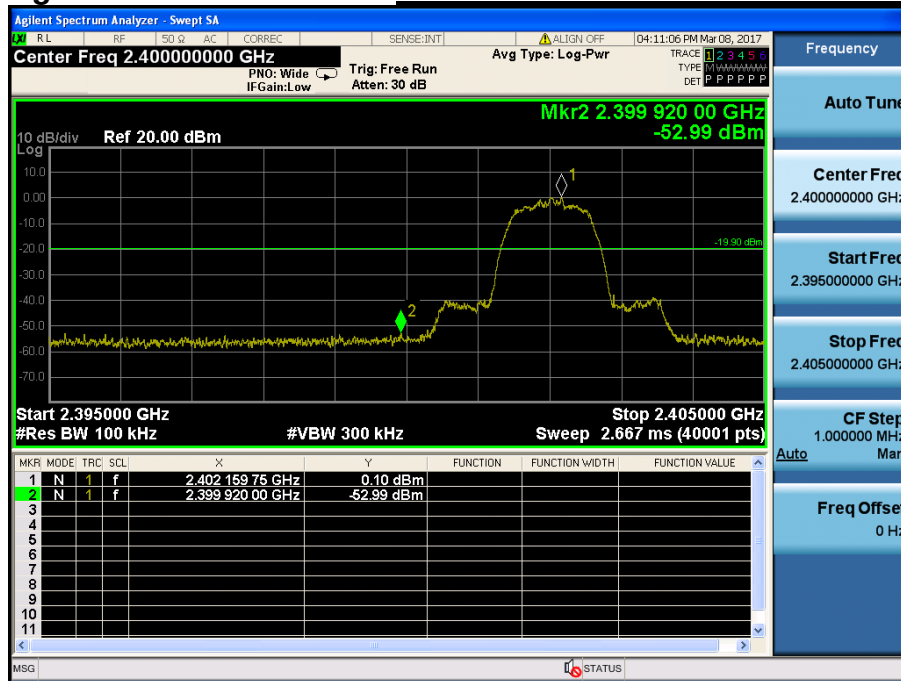 Agilent Spectrum Analyzer - Swept SA
LXI RL RF 50 Ω AC CORREC SENSE:INT ALIGN OFF 04:11:06 PM Mar 08, 2017
Center Freq 2.400000000 GHz
PNO: Wide
IFGain:Low
Trig: Free Run
Atten: 30 dB
Avg Type: Log-Pwr
TRACE 1 2 3 4 5 6
TYPE M W W W W W
DET P P P P P P
Mkr2 2.399 920 00 GHz
-52.99 dBm
10 dB/div Ref 20.00 dBm
Log
10.0
0.00
-10.0
-20.0
-30.0
-40.0
-50.0
-60.0
-70.0
1
-19.90 dBm
2
Start 2.395000 GHz Stop 2.405000 GHz
#Res BW 100 kHz #VBW 300 kHz Sweep 2.667 ms (40001 pts)
MKR MODE TRC SCL X Y FUNCTION FUNCTION WIDTH FUNCTION VALUE
1 N 1 f 2.402 159 75 GHz 0.10 dBm
2 N 1 f 2.399 920 00 GHz -52.99 dBm
3
4
5
6
7
8
9
10
11
MSG STATUS
Frequency
Auto Tune
Center Freq
2.400000000 GHz
Start Freq
2.395000000 GHz
Stop Freq
2.405000000 GHz
CF Step
1.000000 MHz
Auto Man
Freq Offset
0 Hz